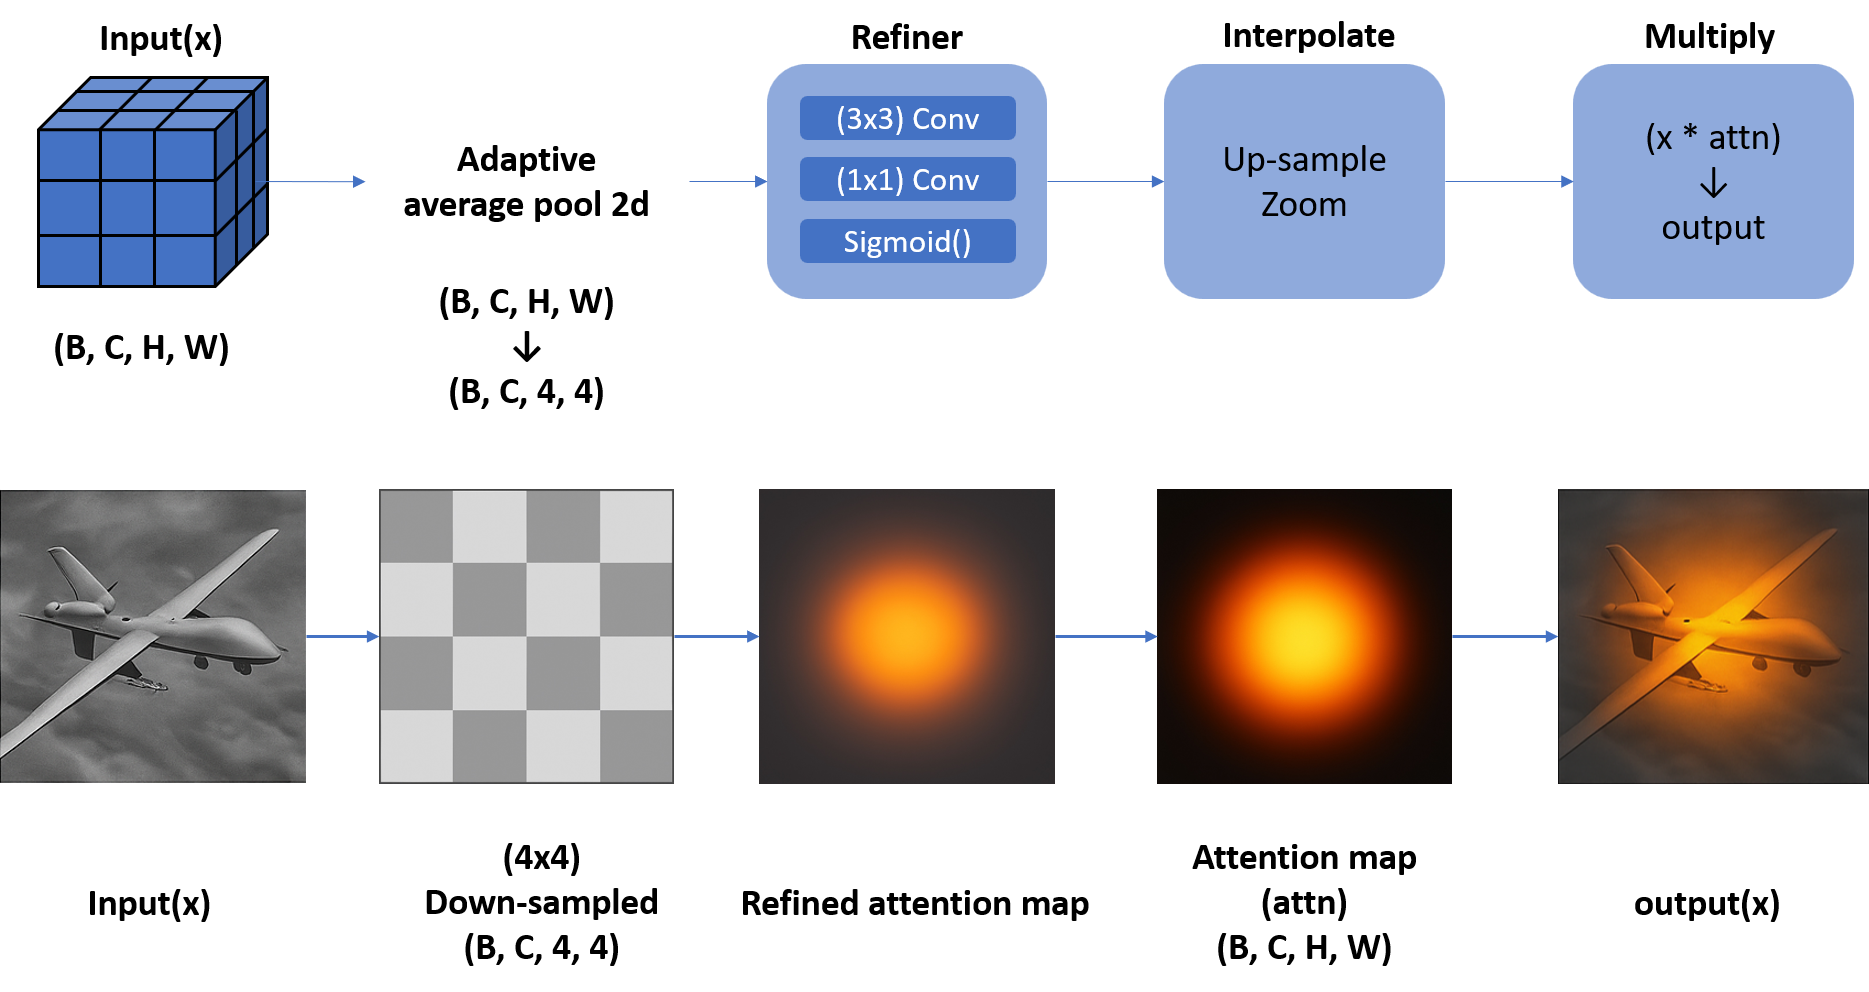 Input(x)
(B, C, H, W)
Adaptive
average pool 2d
(B, C, H, W)
↓
(B, C, 4, 4)
Refiner
(3x3) Conv
(1x1) Conv
Sigmoid()
Interpolate
Up-sample
Zoom
Multiply
(x * attn)
↓
output
Input(x)
(4x4)
Down-sampled
(B, C, 4, 4)
Refined attention map
Attention map
(attn)
(B, C, H, W)
output(x)